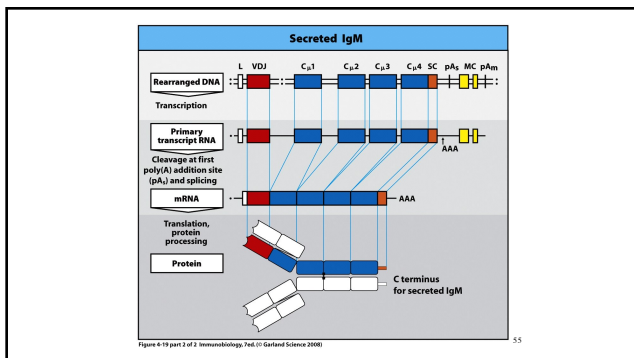 Secreted IgM
L VDJ Cμ1 Cμ2 Cμ3 Cμ4 SC pAs MC pAm
Rearranged DNA
Transcription
Primary
transcript RNA
AAA
Cleavage at first
poly(A) addition site
(pAs) and splicing
mRNA
AAA
Translation,
protein
processing
Protein
C terminus
for secreted IgM
Figure 4-19 part 2 of 2 Immunobiology, 7ed. (© Garland Science 2008)
55